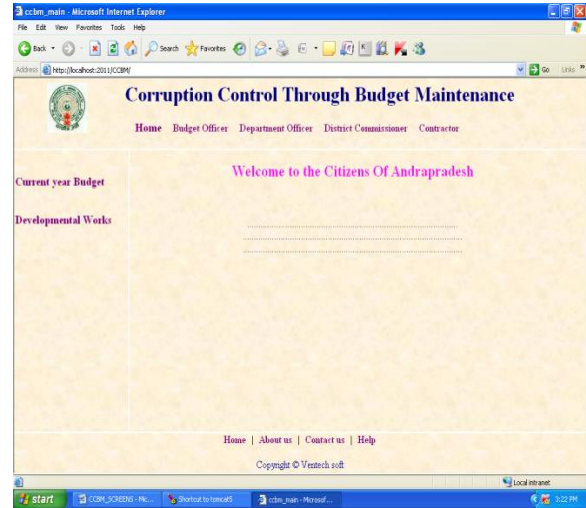 ccbm_main - Microsoft Internet Explorer
File Edit View Favorites Tools Help
Back Search Favorites
Address http://localhost:2011/CCBM/ Go Links »
Corruption Control Through Budget Maintenance
Home Budget Officer Department Officer District Commissioner Contractor
Welcome to the Citizens Of Andrapradesh
Current year Budget
Developmental Works
Home | About us | Contact us | Help
Copyright © Ventech soft
Local intranet
start CCBM_SCREENS - Mic... Shortcut to tomcat5 ccbm_main - Microsof... 3:22 PM